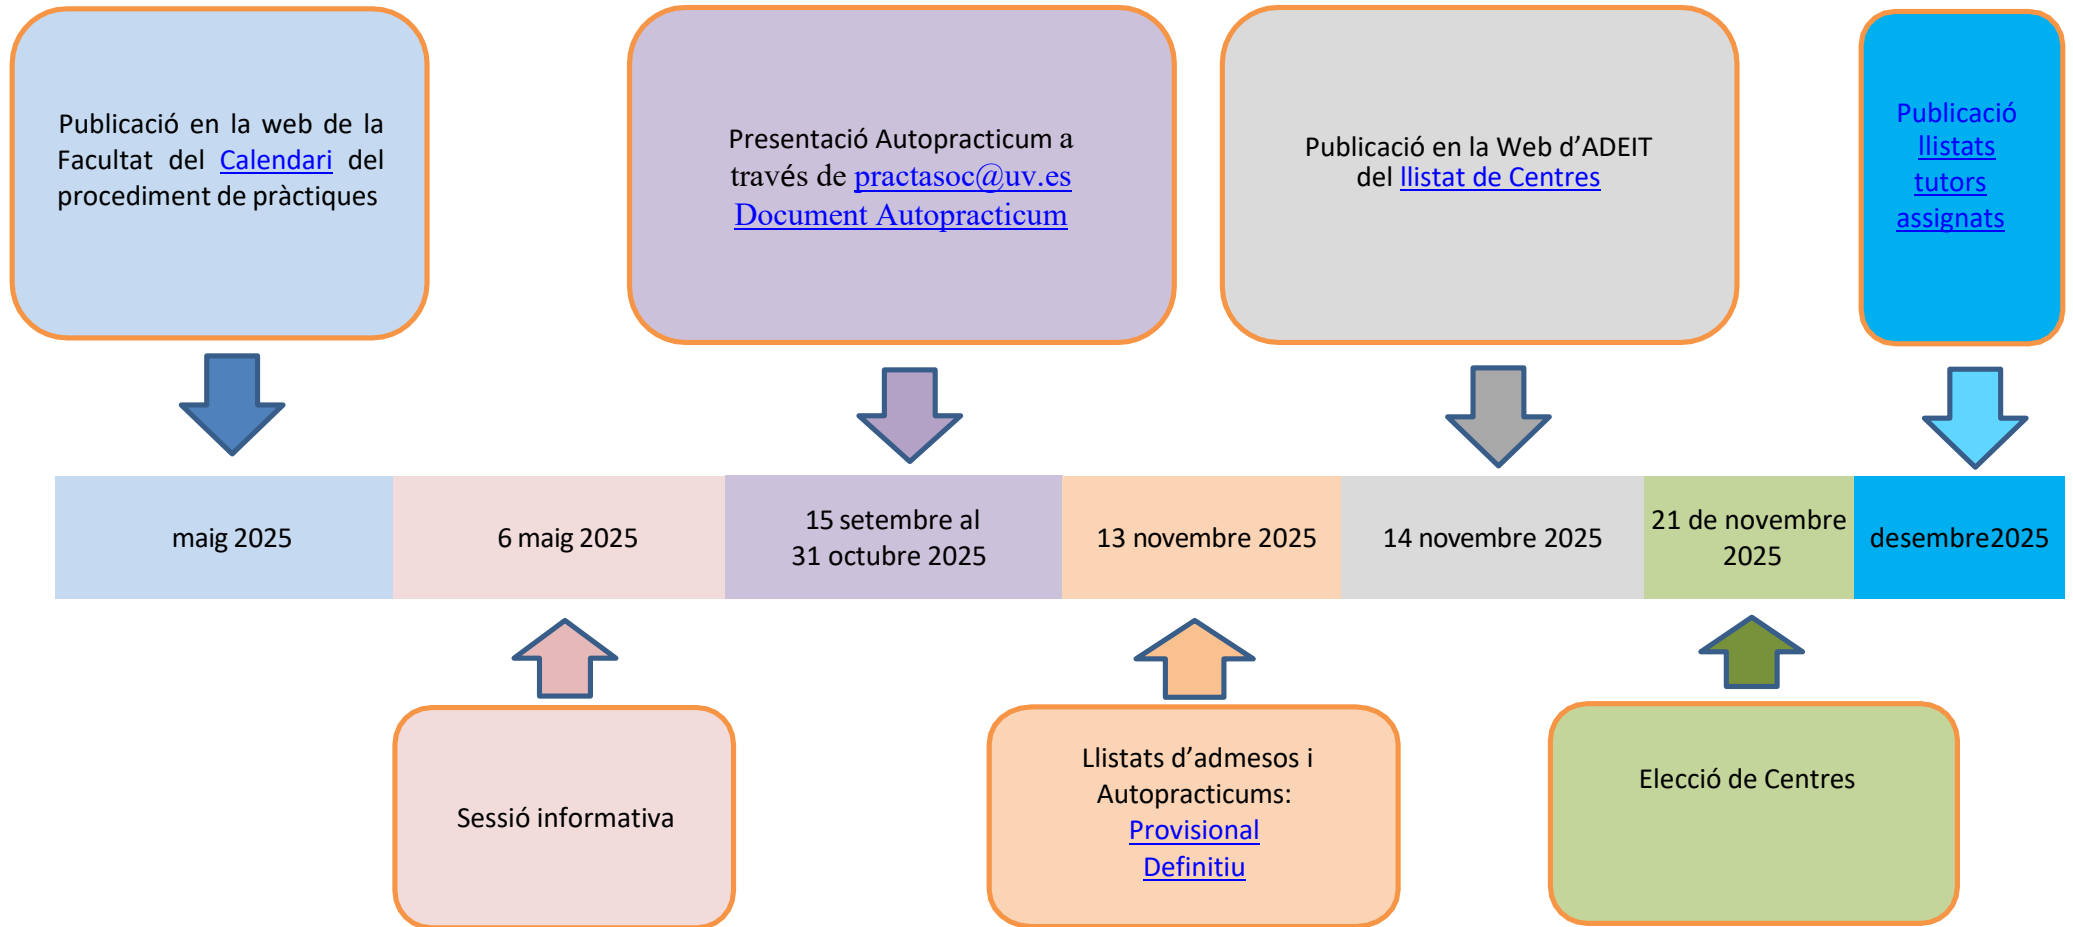 Publicació en la web de la
Facultat del Calendari del
procediment de pràctiques
Presentació Autopracticum a
través de practasoc@uv.es
Document Autopracticum
Publicació en la Web d’ADEIT
del llistat de Centres
Publicació
llistats
tutors
assignats
maig 2025
6 maig 2025
15 setembre al
31 octubre 2025
13 novembre 2025
14 novembre 2025
21 de novembre
2025
desembre2025
Sessió informativa
Llistats d’admesos i
Autopracticums:
Provisional
Definitiu
Elecció de Centres